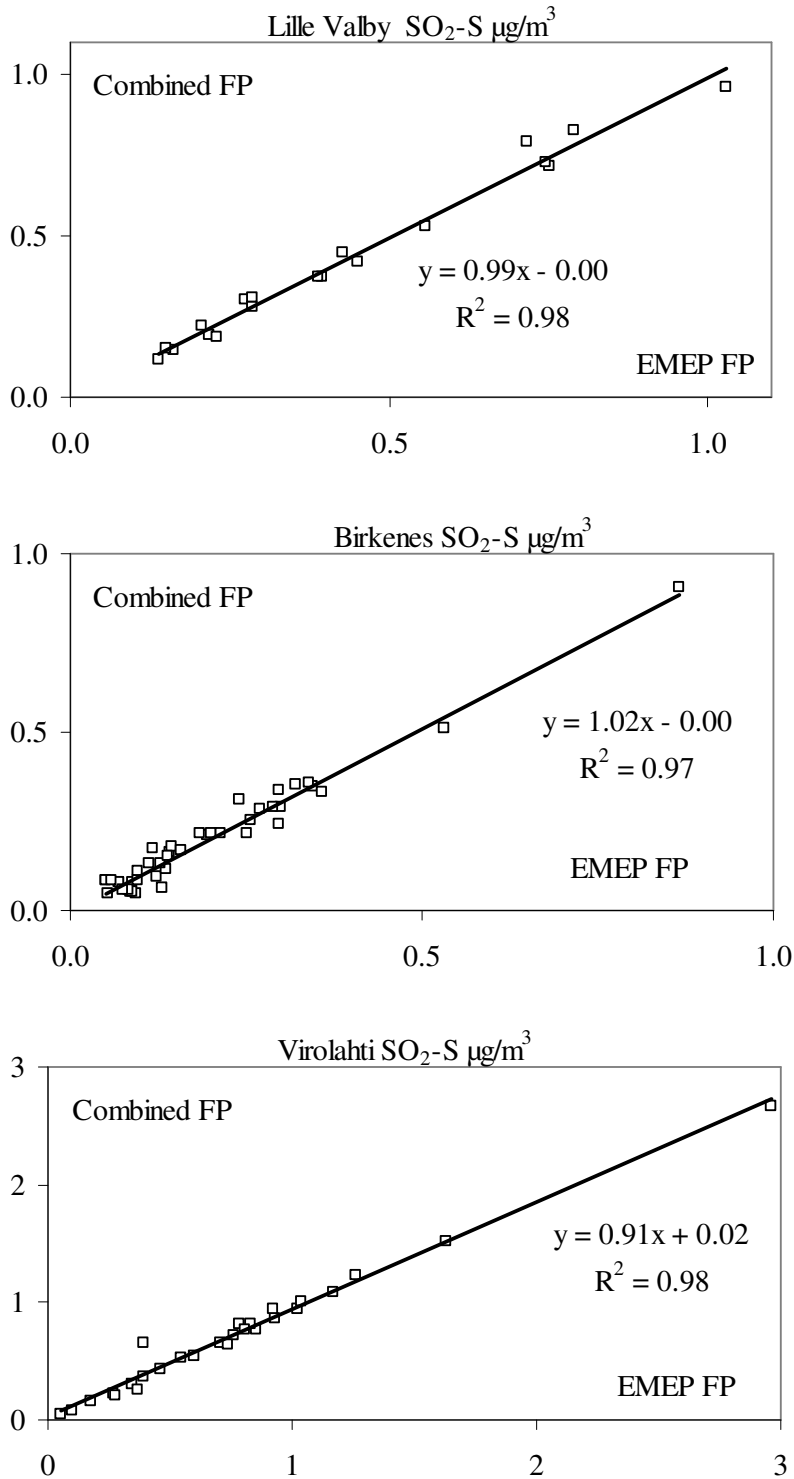 Lille Valby SO₂-S µg/m³
1.0
Combined FP
0.5
y = 0.99x - 0.00
R² = 0.98
EMEP FP
0.0
0.0 0.5 1.0
Birkenes SO₂-S µg/m³
1.0
Combined FP
y = 1.02x - 0.00
0.5
R² = 0.97
EMEP FP
0.0
0.0 0.5 1.0
Virolahti SO₂-S µg/m³
3
Combined FP
2
y = 0.91x + 0.02
R² = 0.98
1
EMEP FP
0
0 1 2 3